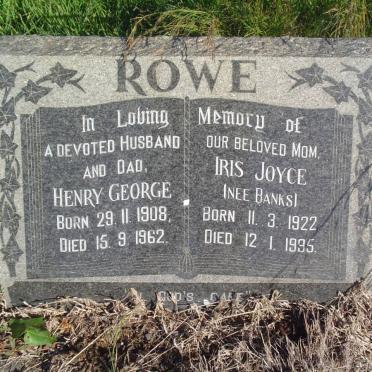 ROWE
In Loving Memory of
A DEVOTED HUSBAND
AND DAD,
HENRY GEORGE
BORN 29. 11. 1908,
DIED 15. 9. 1962.
OUR BELOVED MOM,
IRIS JOYCE
(NEE BANKS)
BORN 11. 3. 1922
DIED 12. 1. 1995.